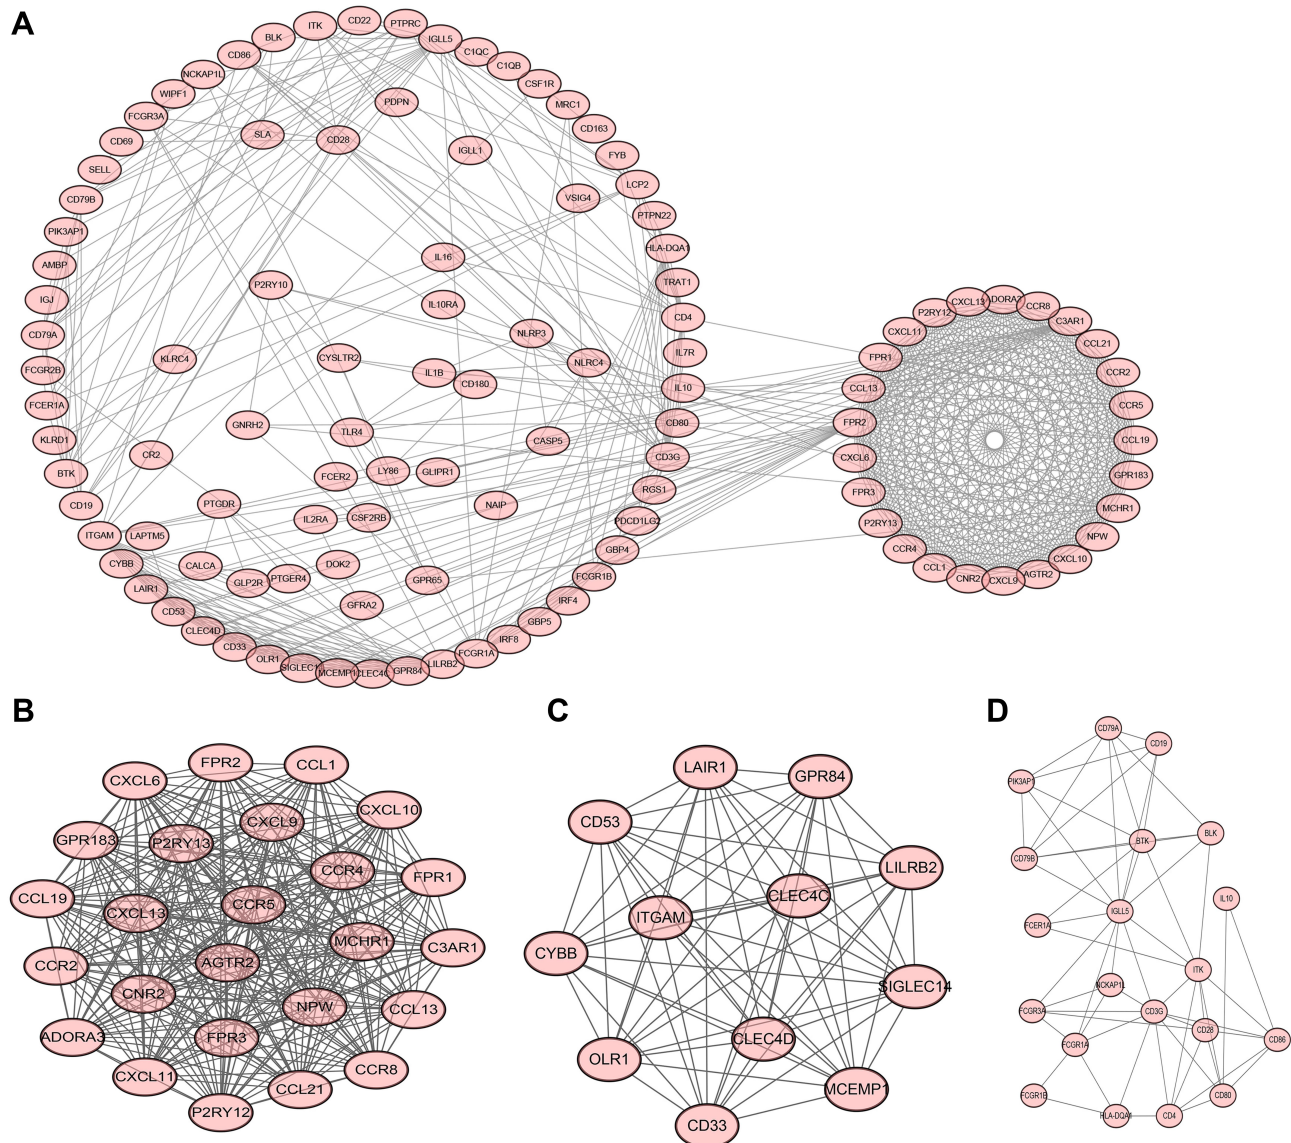 A
ITK
CD22
PTPRC
BLK
IGLL5
CD86
C1QC
C1QB
NCKAP1L
CSF1R
WIPF1
MRC1
PDPN
FCGR3A
CD163
SLA
CD28
CD69
IGLL1
FYB
SELL
LCP2
CD79B
VSIG4
PTPN22
PIK3AP1
HLA-DQA1
IL16
AMBP
TRAT1
P2RY10
IGJ
IL10RA
CD4
CD79A
NLRP3
KLRC4
CYSLTR2
IL7R
NLRC4
FCGR2B
IL1B
CD180
IL10
FCER1A
CD80
GNRH2
TLR4
KLRD1
CASP5
CR2
CD3G
BTK
FCER2
LY86
GLIPR1
RGS1
CD19
PTGDR
NAIP
IL2RA
CSF2RB
PDCD1LG2
ITGAM
LAPTM5
GBP4
CYBB
CALCA
DOK2
GLP2R
PTGER4
GPR65
FCGR1B
LAIR1
GFRA2
IRF4
CD53
GBP5
CLEC4D
IRF8
CD33
FCGR1A
OLR1
LILRB2
MCEMP1
CLEC4C
GPR84
CXCL13
CCR8
P2RY12
C3AR1
CXCL11
CCL21
FPR1
CCR2
CCL13
CCR5
FPR2
CCL19
CXCL6
GPR183
FPR3
MCHR1
P2RY13
NPW
CCR4
CXCL10
CCL1
AGTR2
CNR2
CXCL9
B
FPR2
CCL1
CXCL6
CXCL10
CXCL9
GPR183
P2RY13
CCR4
FPR1
CCL19
CXCL13
CCR5
MCHR1
C3AR1
CCR2
AGTR2
CNR2
NPW
CCL13
ADORA3
FPR3
CXCL11
CCL21
CCR8
P2RY12
C
LAIR1
GPR84
CD53
LILRB2
CLEC4C
ITGAM
CYBB
SIGLEC14
CLEC4D
OLR1
MCEMP1
CD33
D
CD79A
CD19
PIK3AP1
BLK
BTK
CD79B
IL10
IGLL5
FCER1A
ITK
NCKAP1L
FCGR3A
CD3G
CD28
CD86
FCGR1A
FCGR1B
CD80
HLA-DQA1
CD4